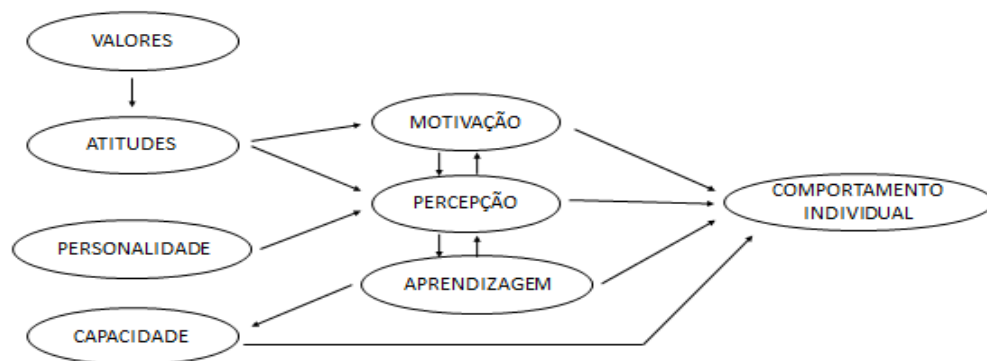 VALORES
ATITUDES
MOTIVAÇÃO
PERCEPÇÃO
COMPORTAMENTO
INDIVIDUAL
PERSONALIDADE
APRENDIZAGEM
CAPACIDADE